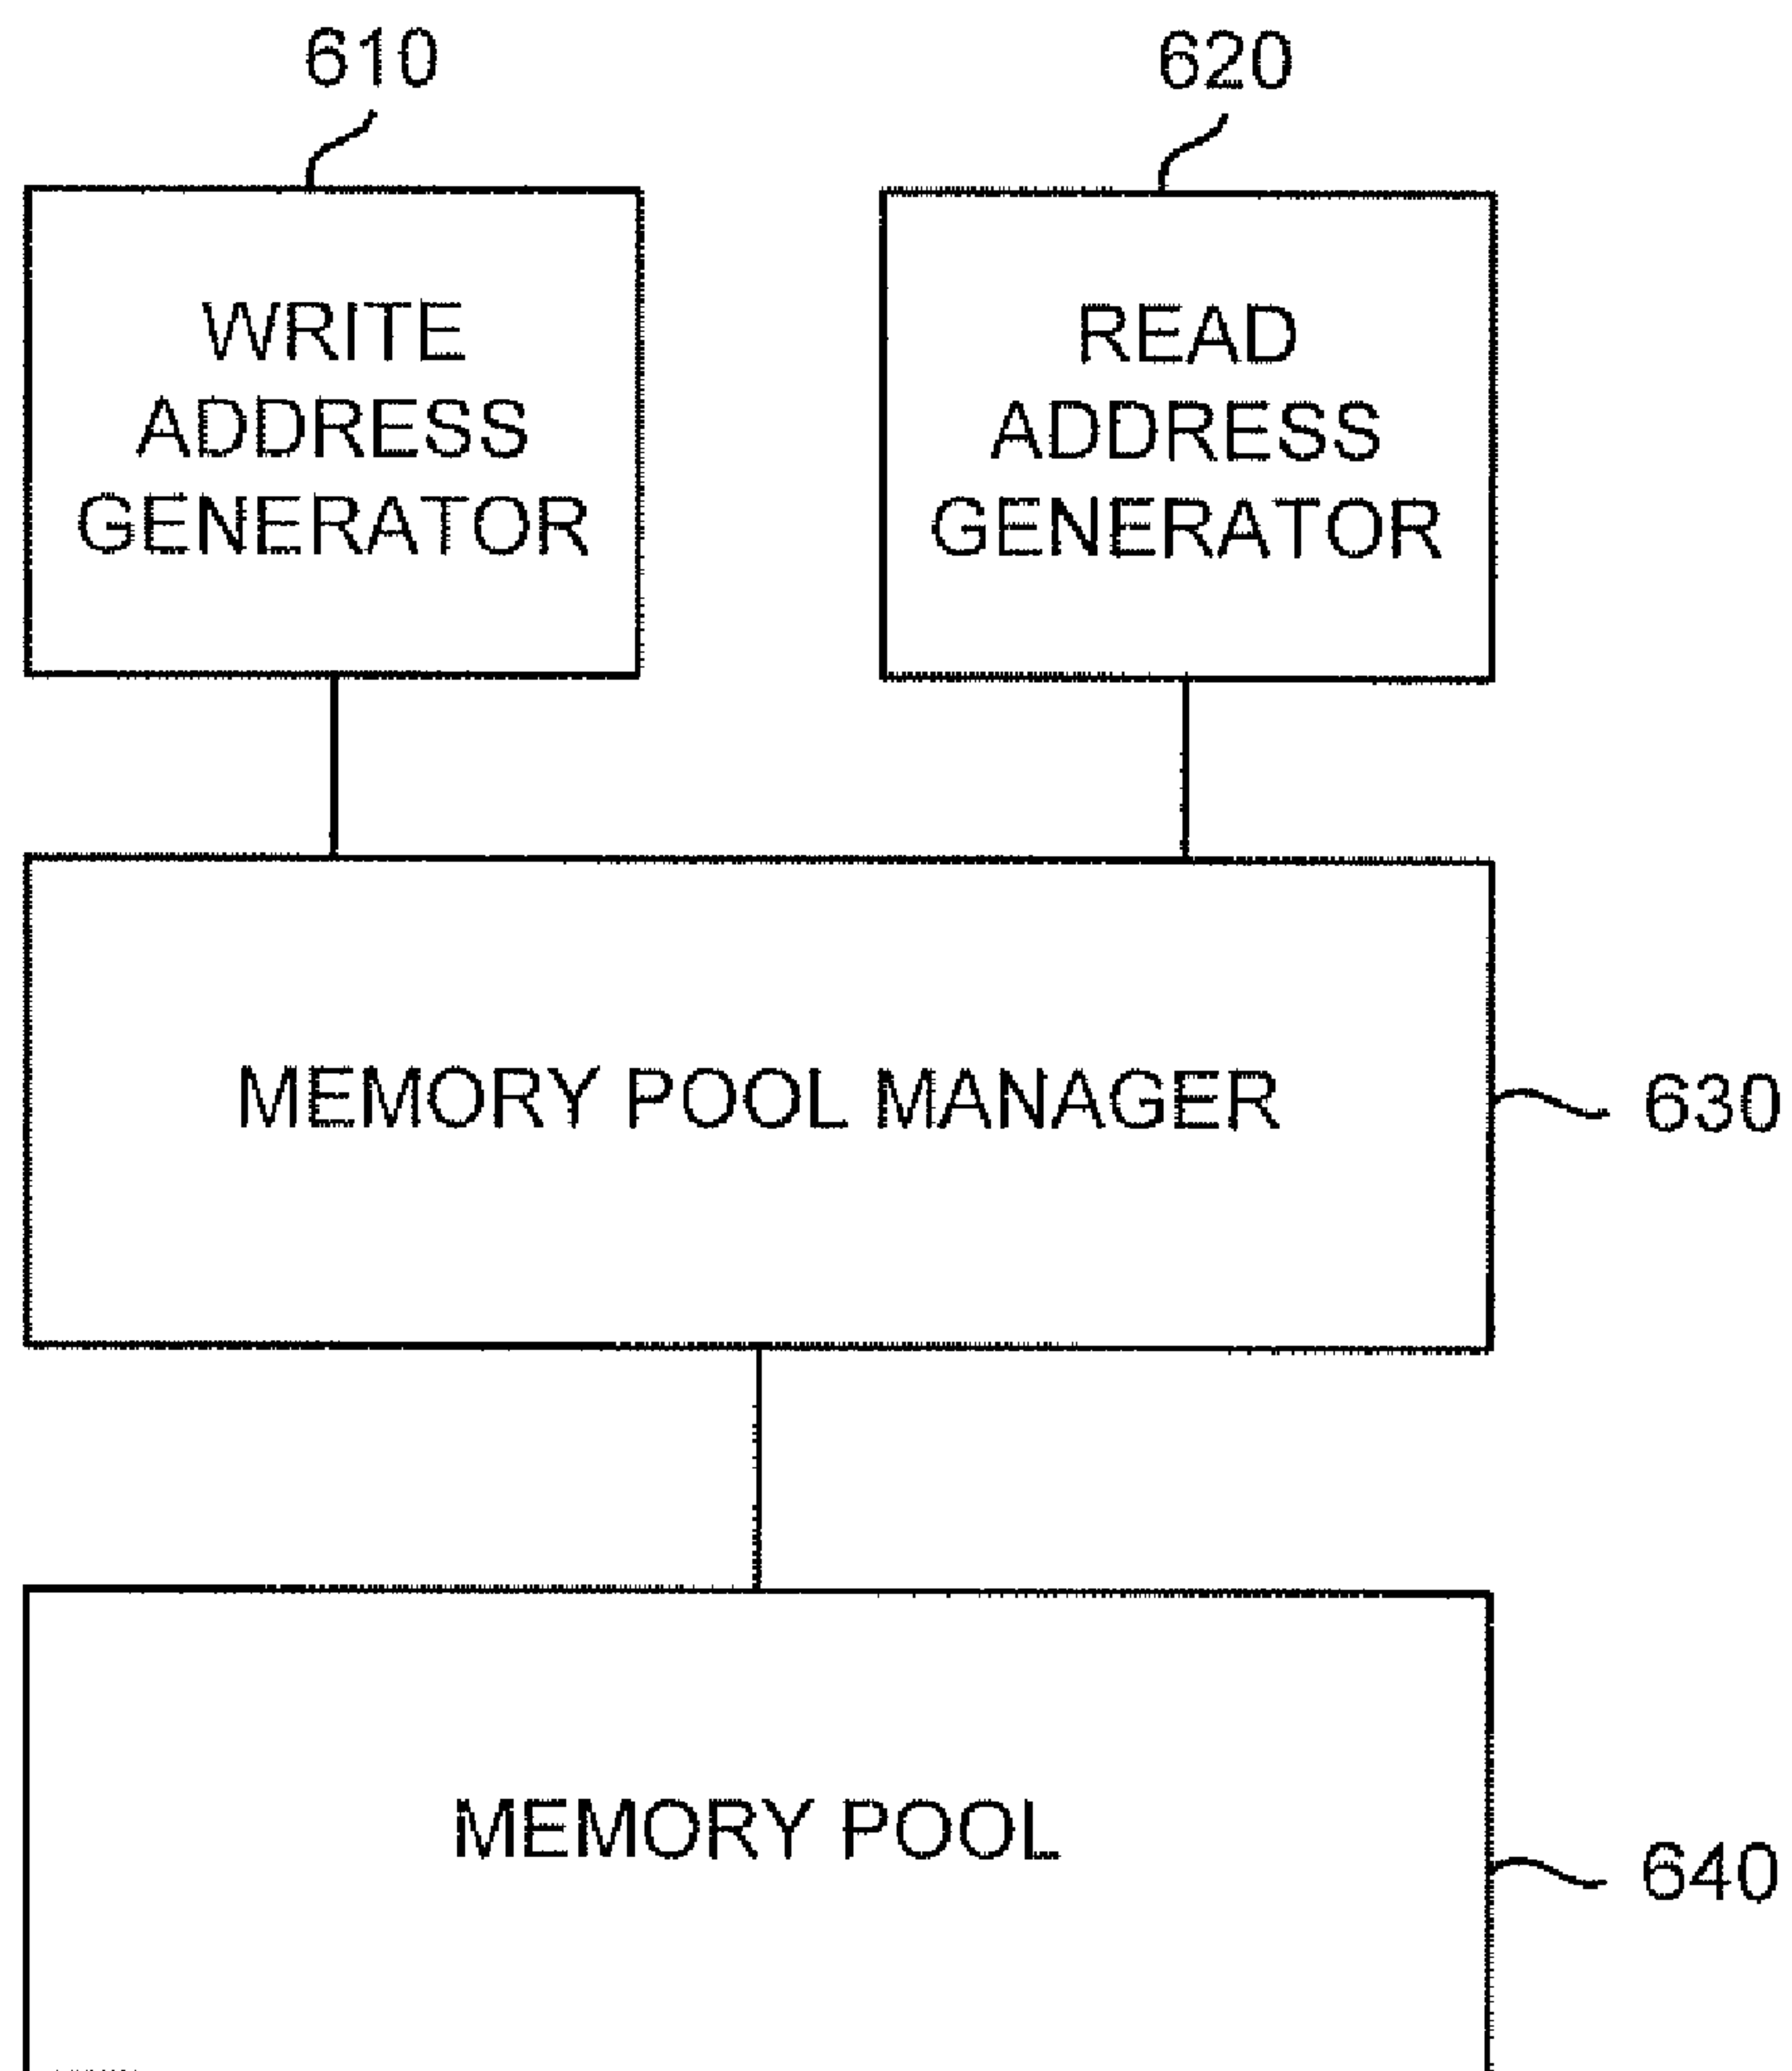 610
620
WRITE
ADDRESS
GENERATOR
READ
ADDRESS
GENERATOR
MEMORY POOL MANAGER
630
MEMORY POOL
640